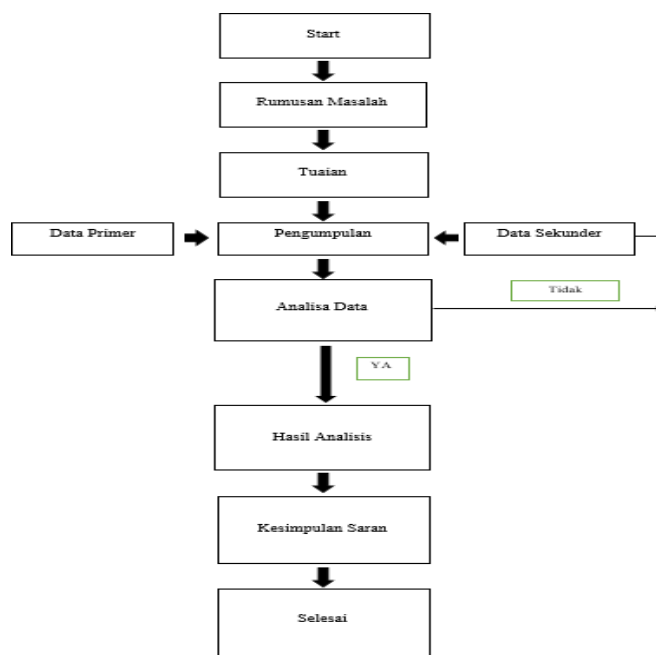 Start
Rumusan Masalah
Tuaian
Data Primer
Pengumpulan
Data Sekunder
Analisa Data
Tidak
YA
Hasil Analisis
Kesimpulan Saran
Selesai